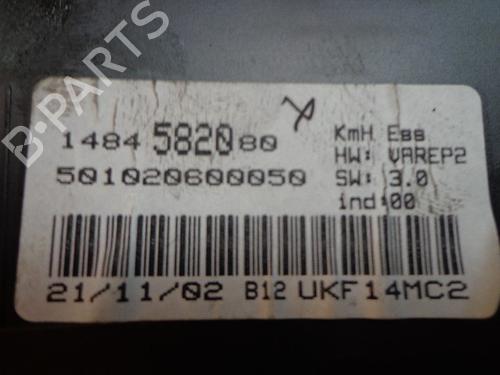 B-PARTS
1484 5820 80
501020600050
KmH Ess
HW: VAREP2
SW: 3.0
ind:00
21/11/02 B12 UKF14MC2